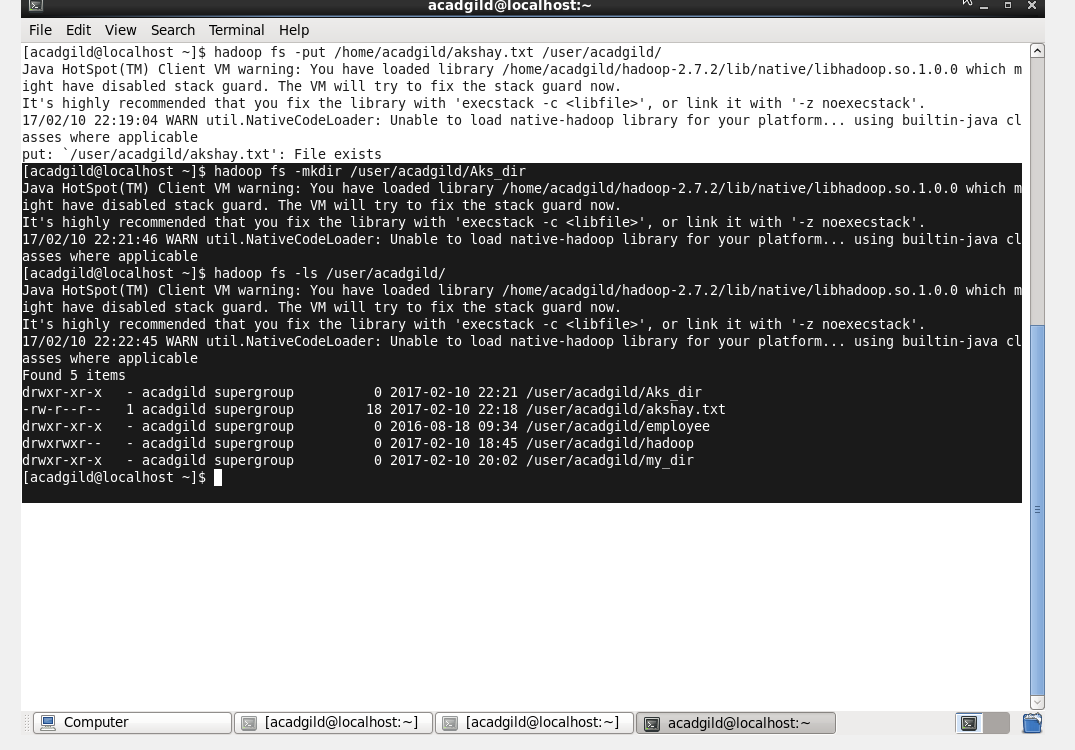 acadgild@localhost:~
File Edit View Search Terminal Help
[acadgild@localhost ~]$ hadoop fs -put /home/acadgild/akshay.txt /user/acadgild/
Java HotSpot(TM) Client VM warning: You have loaded library /home/acadgild/hadoop-2.7.2/lib/native/libhadoop.so.1.0.0 which m
ight have disabled stack guard. The VM will try to fix the stack guard now.
It's highly recommended that you fix the library with 'execstack -c <libfile>', or link it with '-z noexecstack'.
17/02/10 22:19:04 WARN util.NativeCodeLoader: Unable to load native-hadoop library for your platform... using builtin-java cl
asses where applicable
put: `/user/acadgild/akshay.txt': File exists
[acadgild@localhost ~]$ hadoop fs -mkdir /user/acadgild/Aks_dir
Java HotSpot(TM) Client VM warning: You have loaded library /home/acadgild/hadoop-2.7.2/lib/native/libhadoop.so.1.0.0 which m
ight have disabled stack guard. The VM will try to fix the stack guard now.
It's highly recommended that you fix the library with 'execstack -c <libfile>', or link it with '-z noexecstack'.
17/02/10 22:21:46 WARN util.NativeCodeLoader: Unable to load native-hadoop library for your platform... using builtin-java cl
asses where applicable
[acadgild@localhost ~]$ hadoop fs -ls /user/acadgild/
Java HotSpot(TM) Client VM warning: You have loaded library /home/acadgild/hadoop-2.7.2/lib/native/libhadoop.so.1.0.0 which m
ight have disabled stack guard. The VM will try to fix the stack guard now.
It's highly recommended that you fix the library with 'execstack -c <libfile>', or link it with '-z noexecstack'.
17/02/10 22:22:45 WARN util.NativeCodeLoader: Unable to load native-hadoop library for your platform... using builtin-java cl
asses where applicable
Found 5 items
drwxr-xr-x   - acadgild supergroup          0 2017-02-10 22:21 /user/acadgild/Aks_dir
-rw-r--r--   1 acadgild supergroup         18 2017-02-10 22:18 /user/acadgild/akshay.txt
drwxr-xr-x   - acadgild supergroup          0 2016-08-18 09:34 /user/acadgild/employee
drwxrwxr--   - acadgild supergroup          0 2017-02-10 18:45 /user/acadgild/hadoop
drwxr-xr-x   - acadgild supergroup          0 2017-02-10 20:02 /user/acadgild/my_dir
[acadgild@localhost ~]$
Computer [acadgild@localhost:~] [acadgild@localhost:~] acadgild@localhost:~